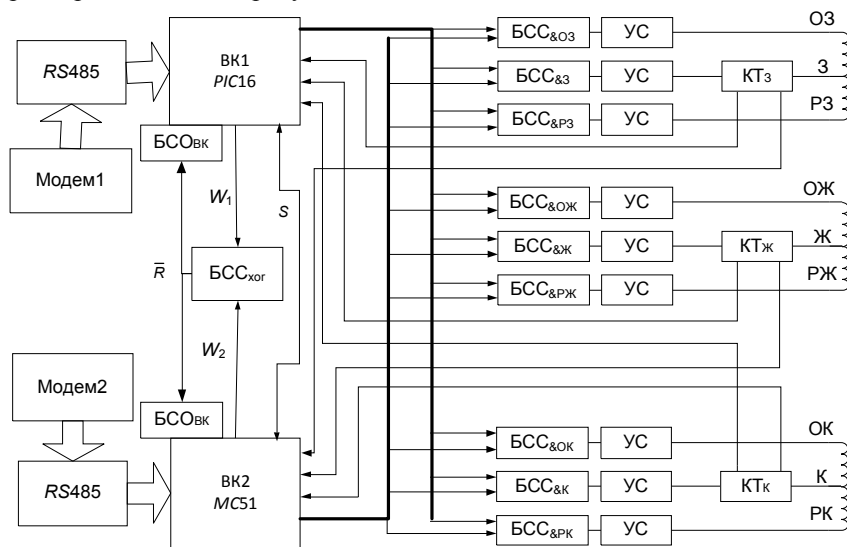 RS485
Модем1
ВК1
PIC16
БСОВК
W1
S
R̅
БССxor
W2
Модем2
БСОВК
RS485
ВК2
MC51
БСС&ОЗ
УС
ОЗ
БСС&З
УС
КТЗ
З
БСС&РЗ
УС
РЗ
БСС&ОЖ
УС
ОЖ
БСС&Ж
УС
КТЖ
Ж
БСС&РЖ
УС
РЖ
БСС&ОК
УС
ОК
БСС&К
УС
КТК
К
БСС&РК
УС
РК